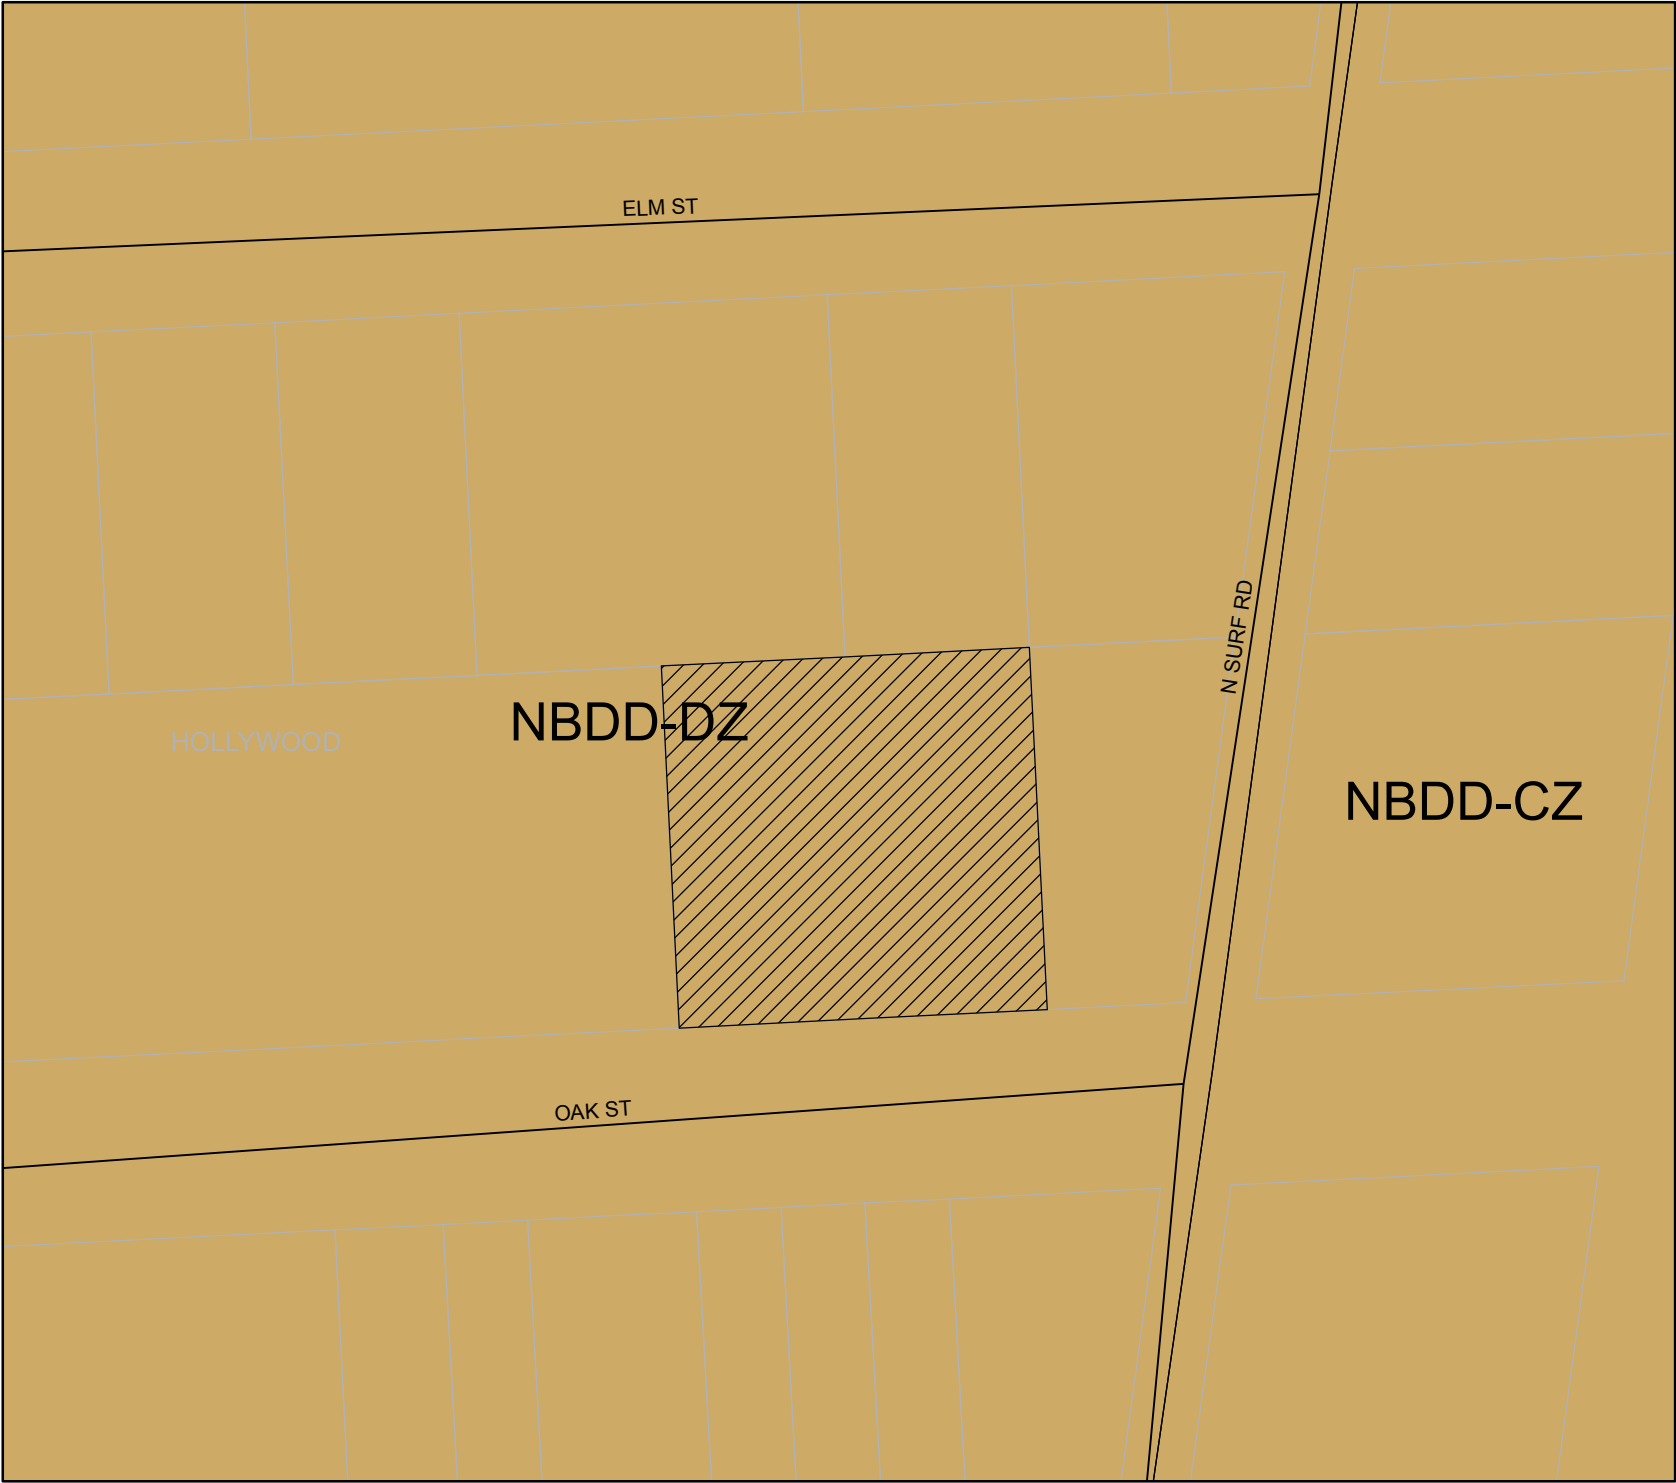 ELM ST
N SURF RD
NBDD-DZ
HOLLYWOOD
NBDD-CZ
OAK ST